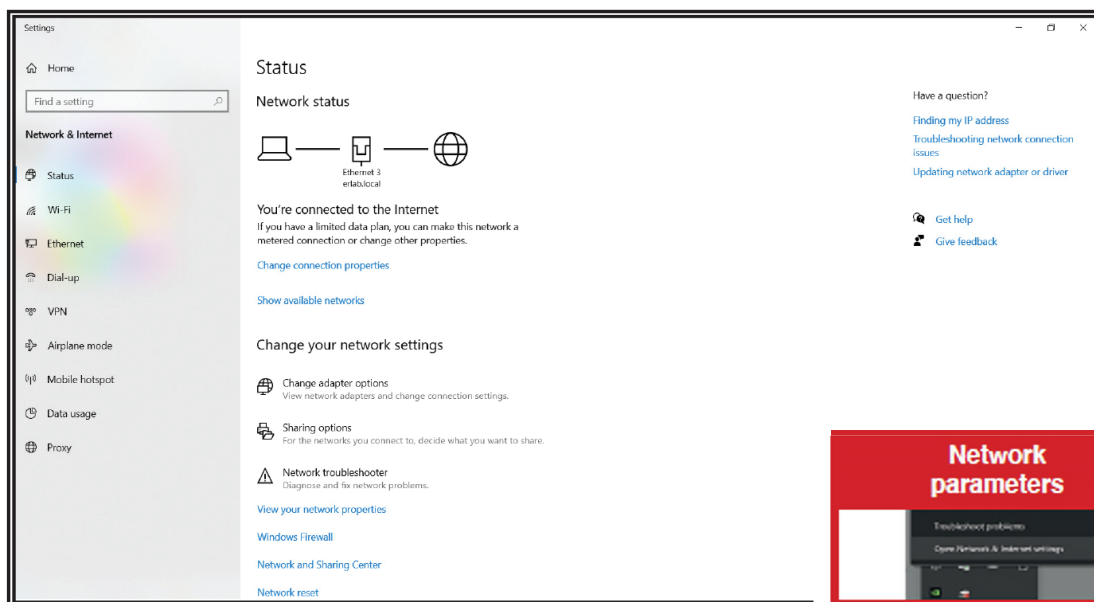 Settings
Home
Find a setting
Network & Internet
Status
Wi-Fi
Ethernet
Dial-up
VPN
Airplane mode
Mobile hotspot
Data usage
Proxy
Status
Network status
Ethernet 3
erlab.local
You're connected to the Internet
If you have a limited data plan, you can make this network a
metered connection or change other properties.
Change connection properties
Show available networks
Change your network settings
Change adapter options
View network adapters and change connection settings.
Sharing options
For the networks you connect to, decide what you want to share.
Network troubleshooter
Diagnose and fix network problems.
View your network properties
Windows Firewall
Network and Sharing Center
Network reset
Have a question?
Finding my IP address
Troubleshooting network connection
issues
Updating network adapter or driver
Get help
Give feedback
Network
parameters
Troubleshoot problems
Open Network & Internet settings